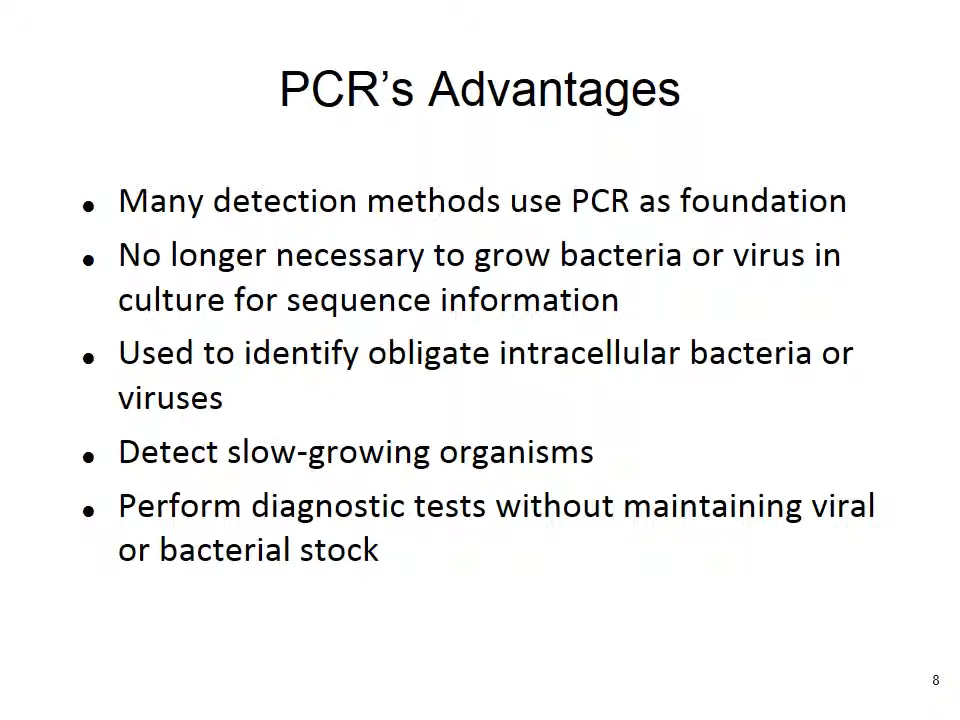 PCR’s Advantages
● Many detection methods use PCR as foundation
● No longer necessary to grow bacteria or virus in
culture for sequence information
● Used to identify obligate intracellular bacteria or
viruses
● Detect slow-growing organisms
● Perform diagnostic tests without maintaining viral
or bacterial stock
8